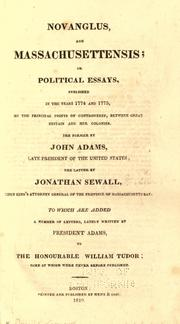 NOVANGLUS,
AND
MASSACHUSETTENSIS;
OR
POLITICAL ESSAYS,
PUBLISHED
IN THE YEARS 1774 AND 1775,
ON THE PRINCIPAL POINTS OF CONTROVERSY, BETWEEN GREAT
BRITAIN AND HER COLONIES.
THE FORMER BY
JOHN ADAMS,
LATE PRESIDENT OF THE UNITED STATES;
THE LATTER BY
JONATHAN SEWALL,
KING'S ATTORNEY GENERAL OF THE PROVINCE OF MASSACHUSETTS BAY.
TO WHICH ARE ADDED
A NUMBER OF LETTERS, LATELY WRITTEN BY
PRESIDENT ADAMS,
TO
THE HONOURABLE WILLIAM TUDOR;
SOME OF WHICH WERE NEVER BEFORE PUBLISHED.
BOSTON:
PRINTED AND PUBLISHED BY HEWS & GOSS.
1819.